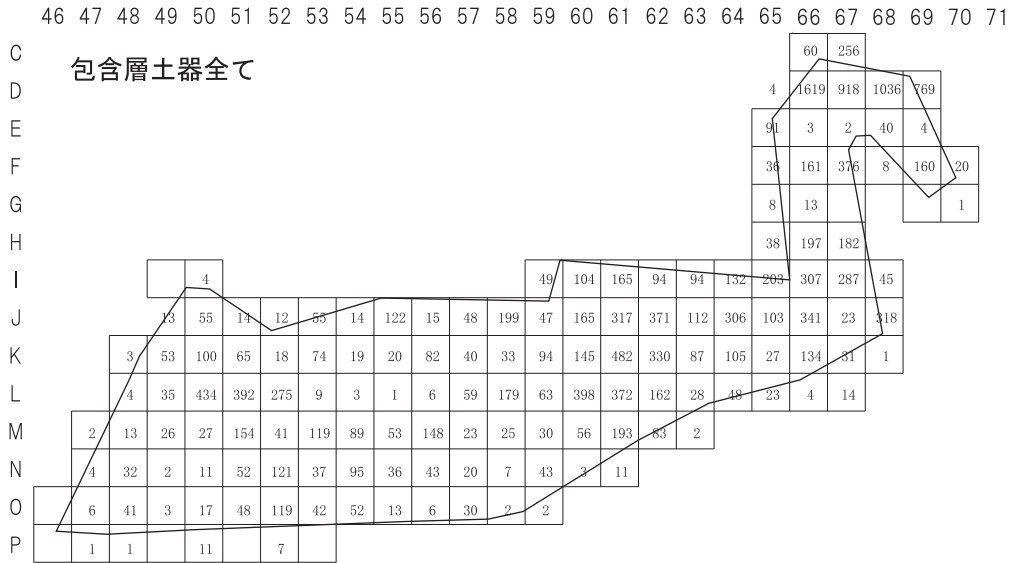 46 47 48 49 50 51 52 53 54 55 56 57 58 59 60 61 62 63 64 65 66 67 68 69 70 71
包含層土器全て
C 60 256
D 4 1619 918 1036 769
E 91 3 2 40 4
F 36 161 376 8 160 20
G 8 13 1
H 38 197 182
I 4 49 104 165 94 94 132 203 307 287 45
J 13 55 14 12 55 14 122 15 48 199 47 165 317 371 112 306 103 341 23 318
K 3 53 100 65 18 74 19 20 82 40 33 94 145 482 330 87 105 27 134 31 1
L 4 35 434 392 275 9 3 1 6 59 179 63 398 372 162 28 48 23 4 14
M 2 13 26 27 154 41 119 89 53 148 23 25 30 56 193 83 2
N 4 32 2 11 52 121 37 95 36 43 20 7 43 3 11
O 6 41 3 17 48 119 42 52 13 6 30 2 2
P 1 1 11 7